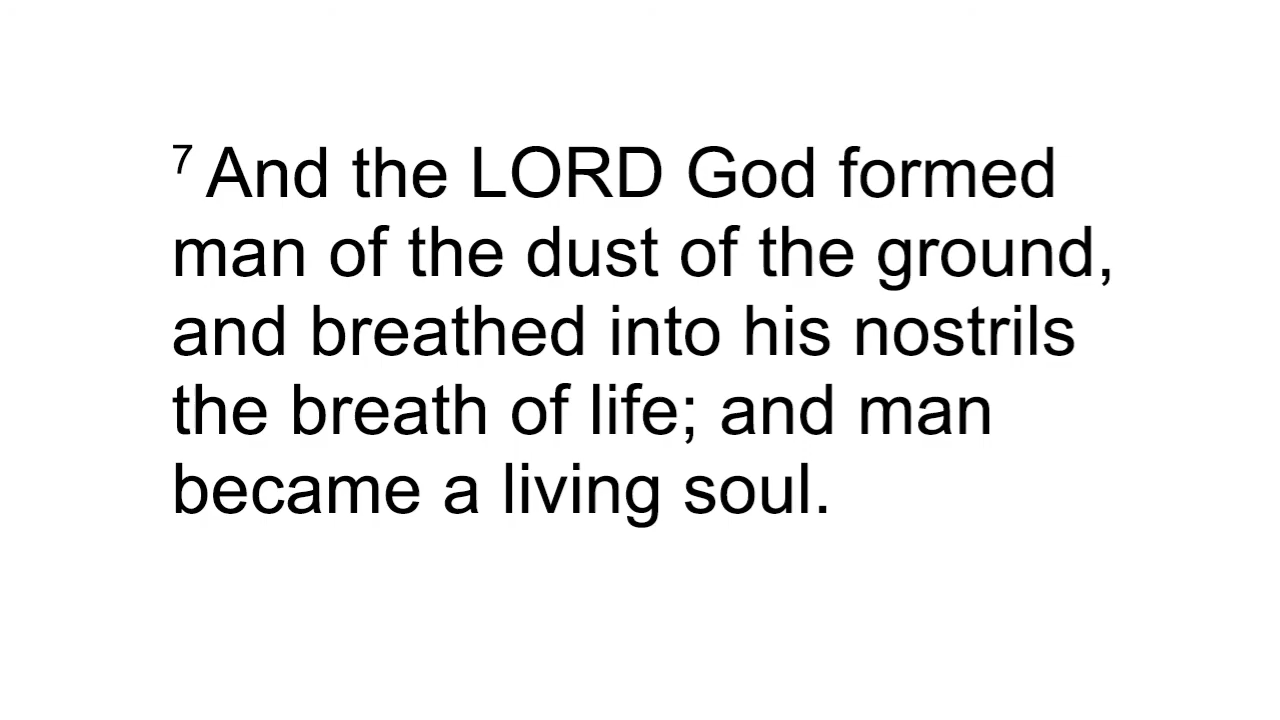 7 And the LORD God formed
man of the dust of the ground,
and breathed into his nostrils
the breath of life; and man
became a living soul.